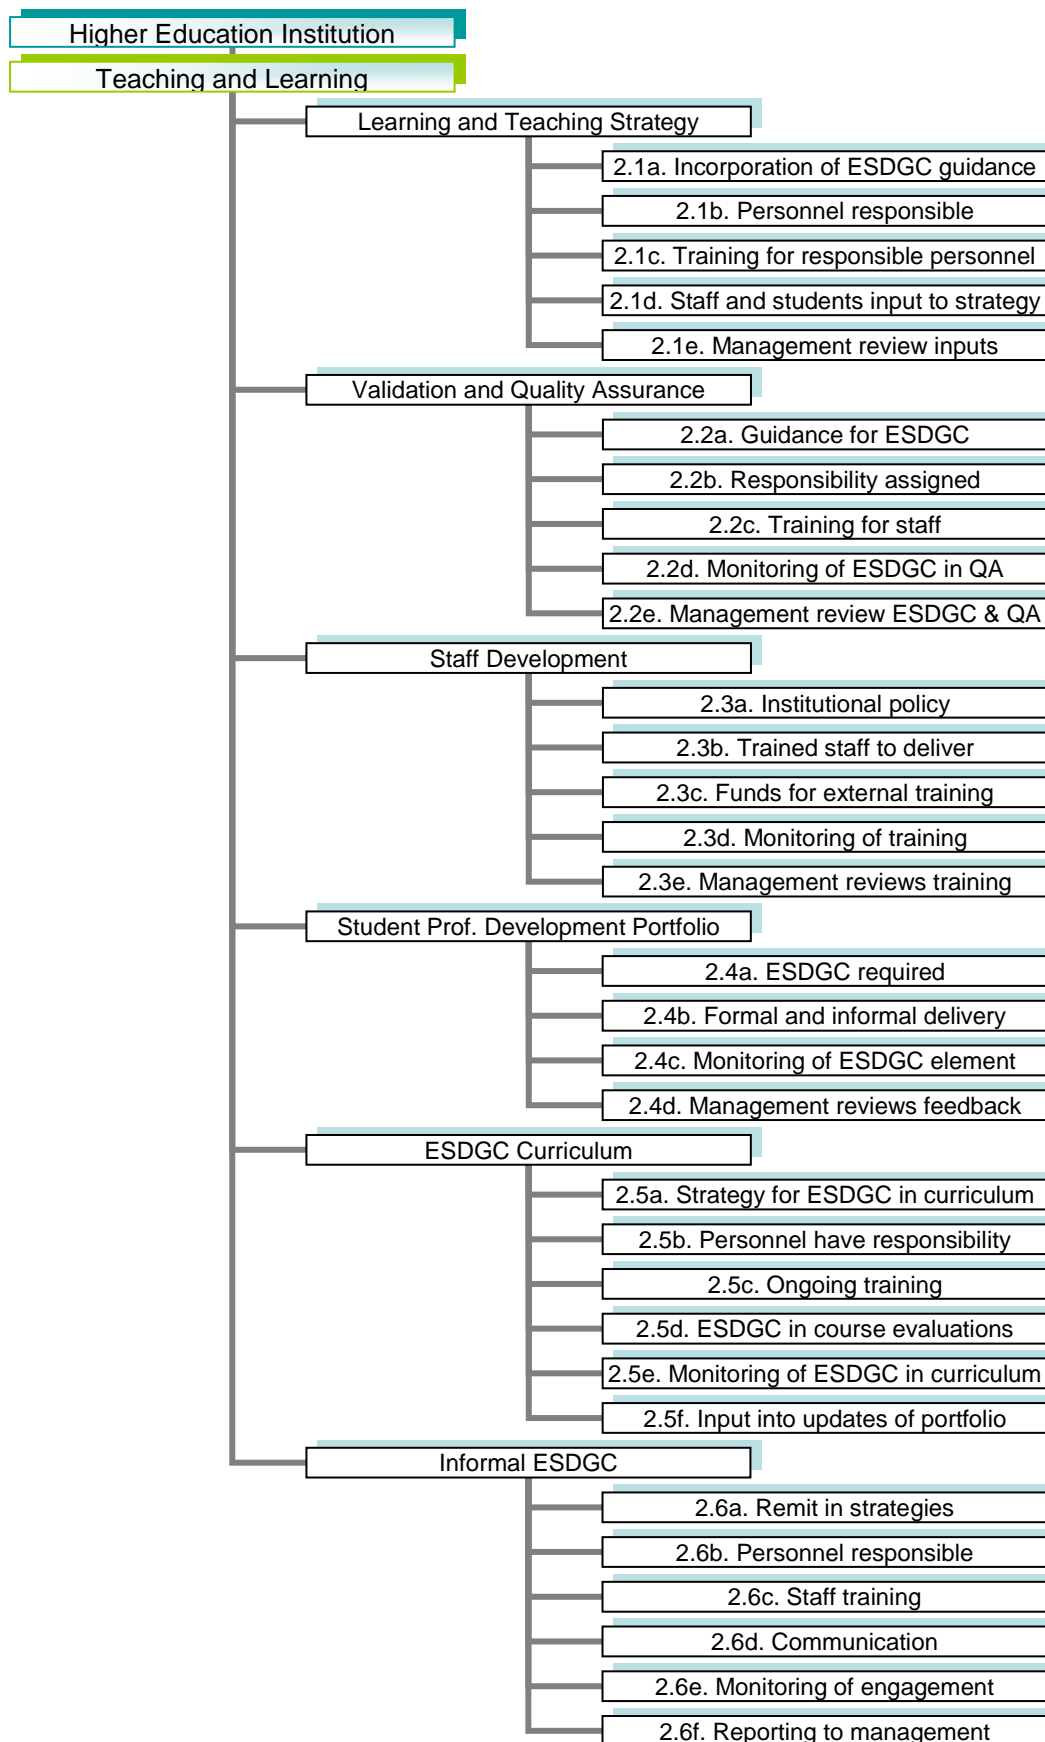 Higher Education Institution
Teaching and Learning
Learning and Teaching Strategy
2.1a. Incorporation of ESDGC guidance
2.1b. Personnel responsible
2.1c. Training for responsible personnel
2.1d. Staff and students input to strategy
2.1e. Management review inputs
Validation and Quality Assurance
2.2a. Guidance for ESDGC
2.2b. Responsibility assigned
2.2c. Training for staff
2.2d. Monitoring of ESDGC in QA
2.2e. Management review ESDGC & QA
Staff Development
2.3a. Institutional policy
2.3b. Trained staff to deliver
2.3c. Funds for external training
2.3d. Monitoring of training
2.3e. Management reviews training
Student Prof. Development Portfolio
2.4a. ESDGC required
2.4b. Formal and informal delivery
2.4c. Monitoring of ESDGC element
2.4d. Management reviews feedback
ESDGC Curriculum
2.5a. Strategy for ESDGC in curriculum
2.5b. Personnel have responsibility
2.5c. Ongoing training
2.5d. ESDGC in course evaluations
2.5e. Monitoring of ESDGC in curriculum
2.5f. Input into updates of portfolio
Informal ESDGC
2.6a. Remit in strategies
2.6b. Personnel responsible
2.6c. Staff training
2.6d. Communication
2.6e. Monitoring of engagement
2.6f. Reporting to management